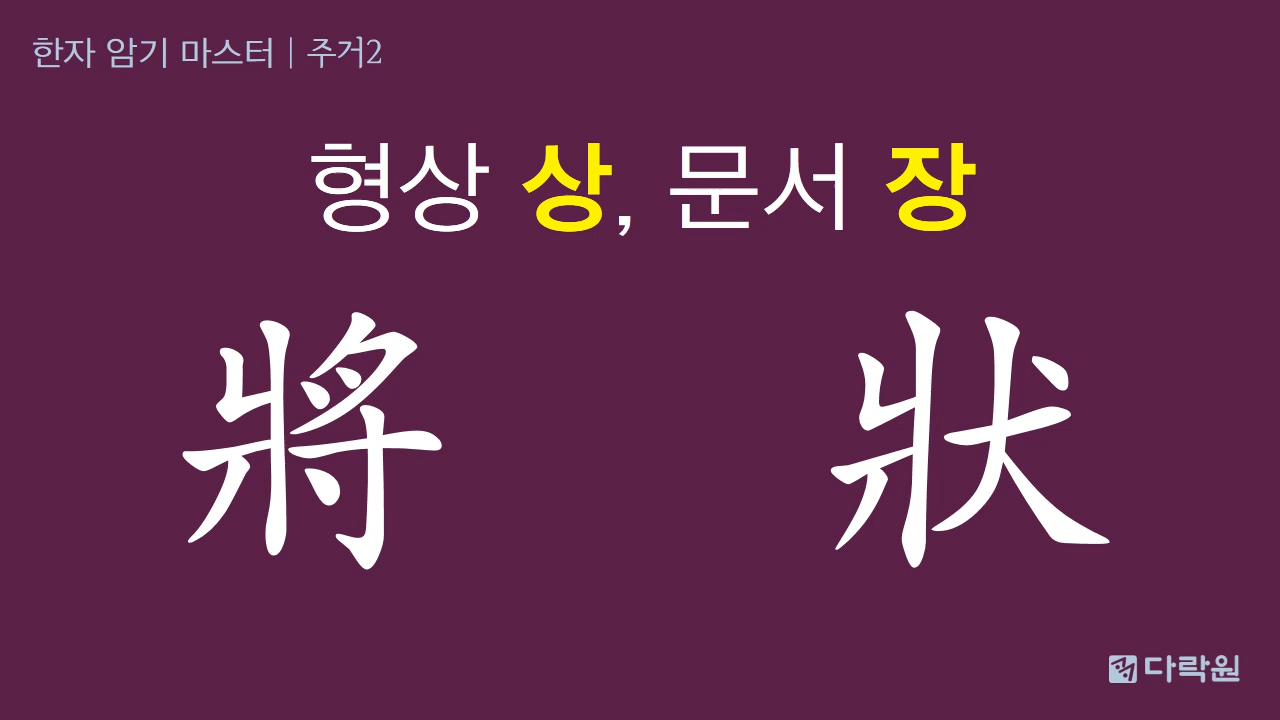 한자 암기 마스터 | 주거2
형상 상, 문서 장
將 狀
다락원